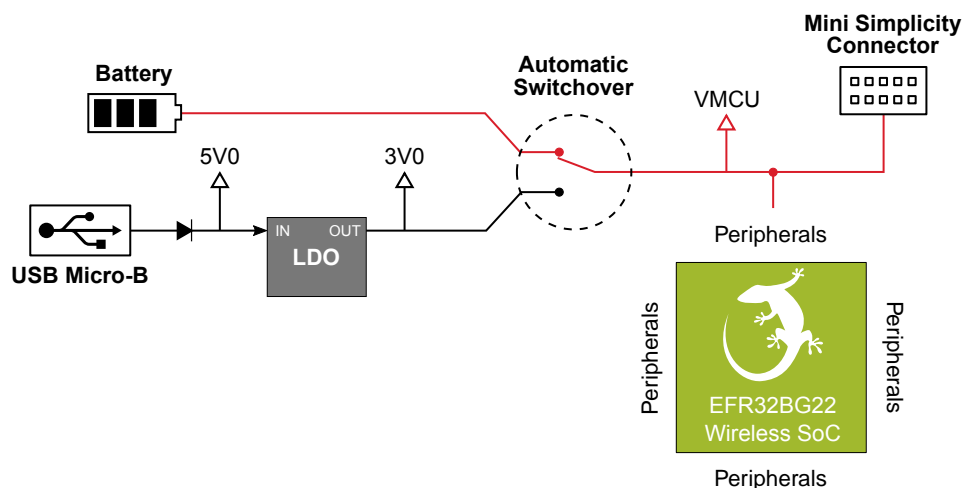 Mini Simplicity
Connector
Automatic
Switchover
Battery
VMCU
5V0
3V0
IN OUT
LDO
USB Micro-B
Peripherals
Peripherals
Peripherals
EFR32BG22
Wireless SoC
Peripherals